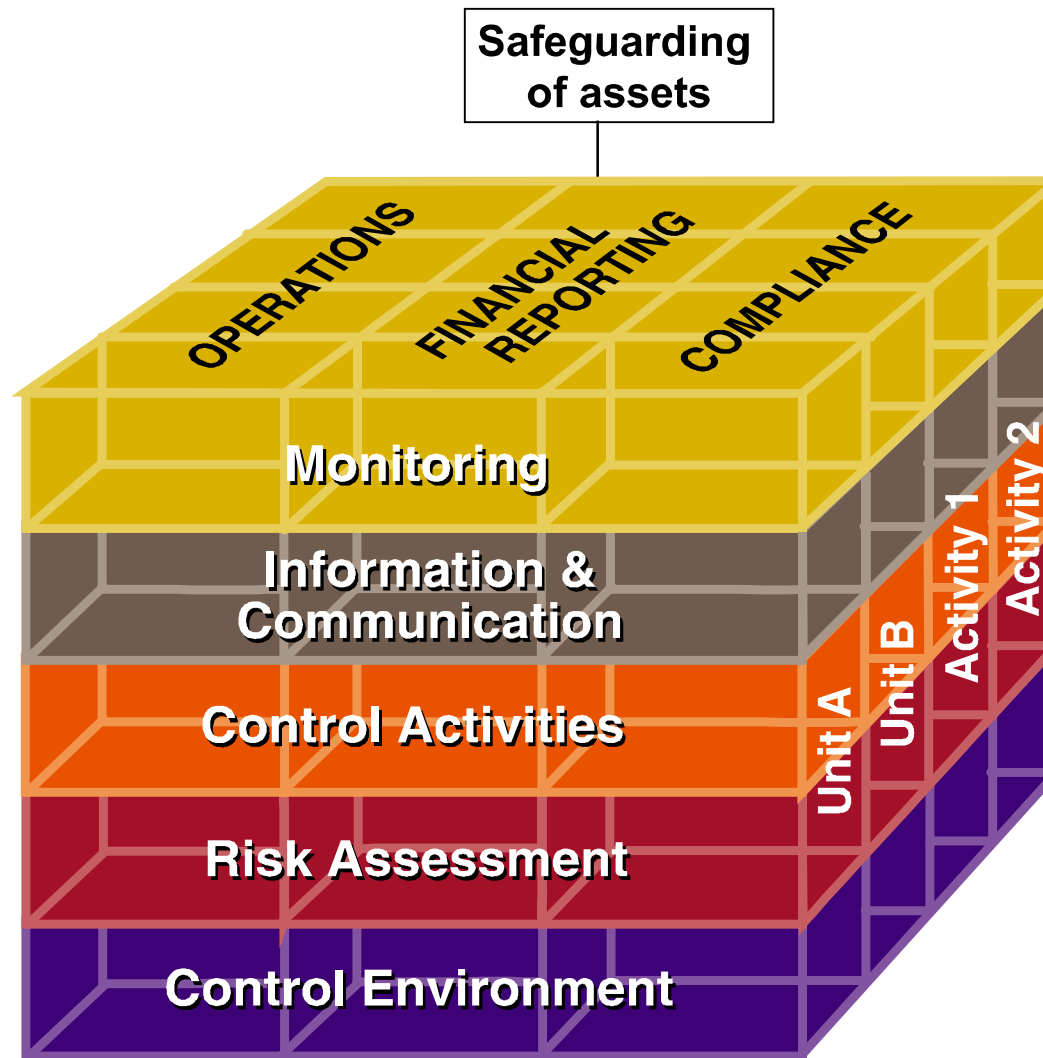 Safeguarding
of assets
OPERATIONS
FINANCIAL
REPORTING
COMPLIANCE
Monitoring
Information &
Communication
Control Activities
Risk Assessment
Control Environment
Unit A
Unit B
Activity 1
Activity 2